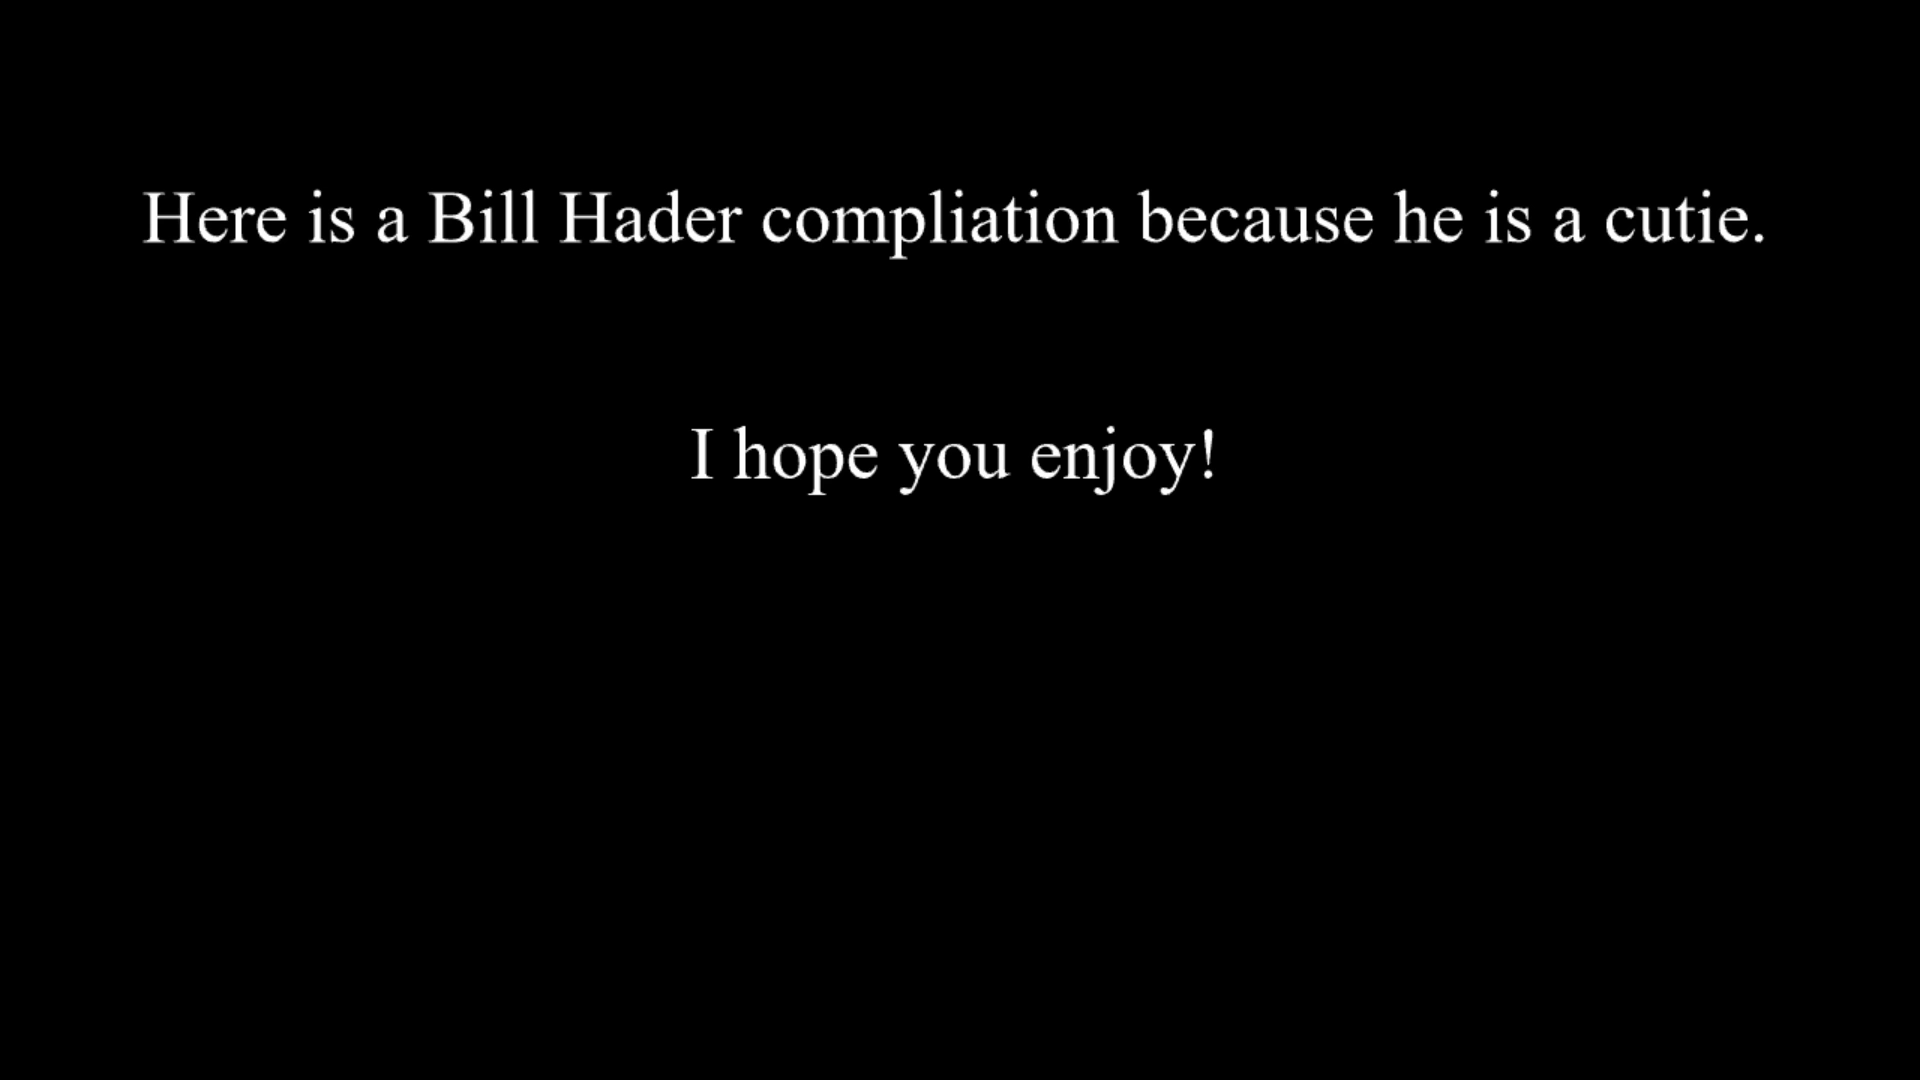 Here is a Bill Hader compliation because he is a cutie.
I hope you enjoy!